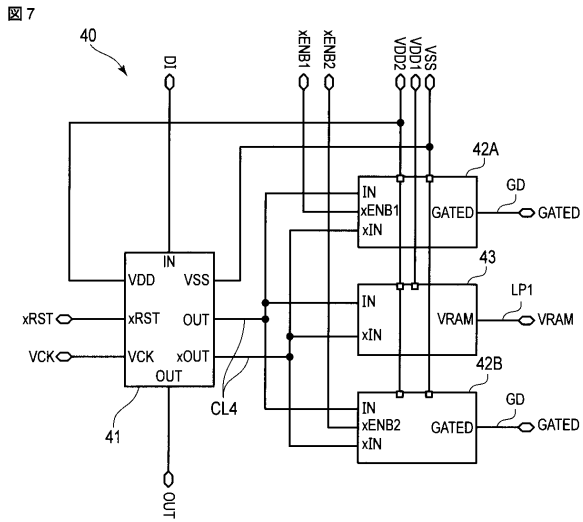 図7
40
DI
xENB1
xENB2
VDD2
VDD1
VSS
42A
IN
xENB1
xIN
GATED
GD
GATED
IN
VDD
VSS
xRST
xRST
OUT
VCK
VCK
xOUT
OUT
41
CL4
43
IN
xIN
VRAM
LP1
VRAM
42B
IN
xENB2
xIN
GATED
GD
GATED
OUT